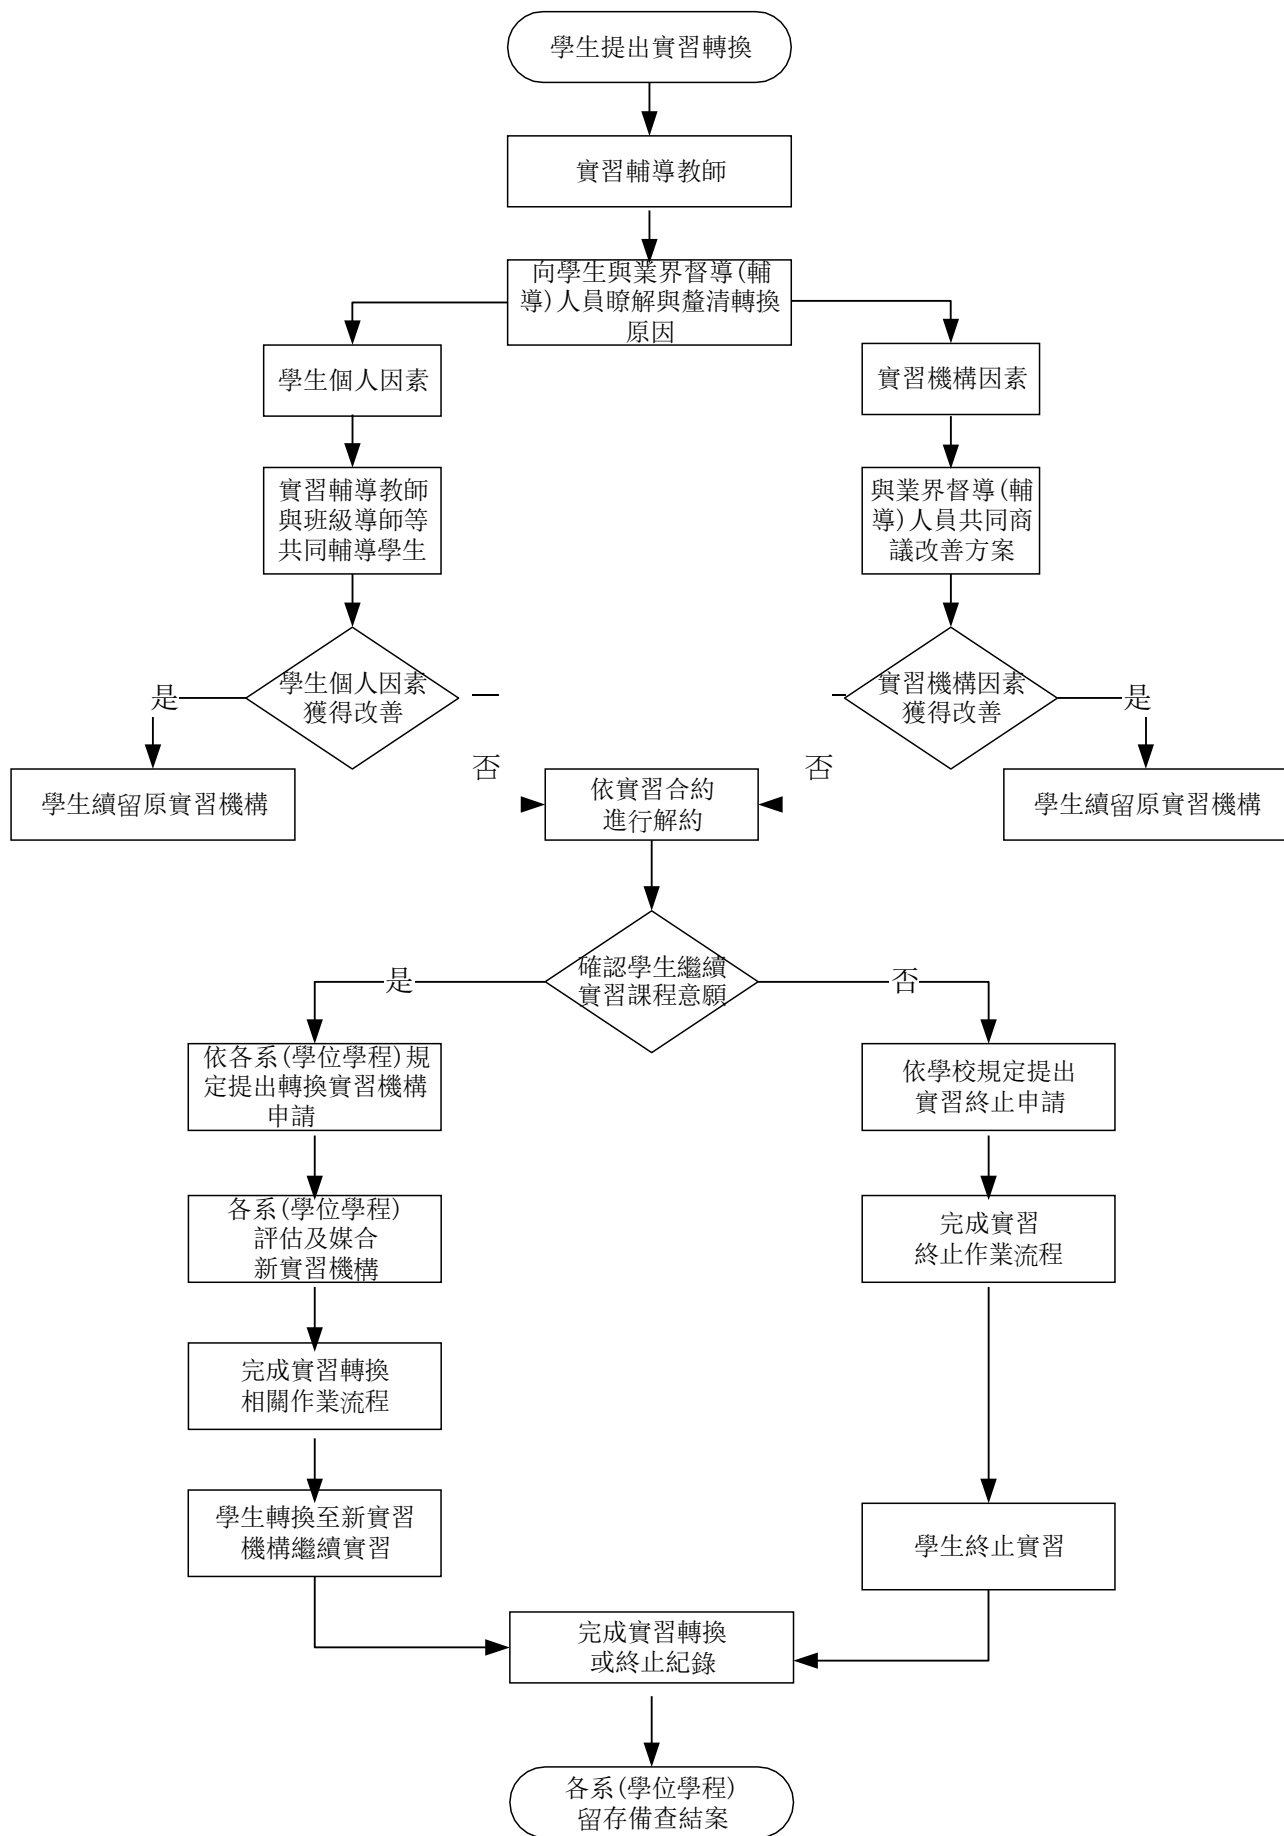 學生提出實習轉換
實習輔導教師
向學生與業界督導(輔
導)人員瞭解與釐清轉換
原因
學生個人因素
實習機構因素
實習輔導教師
與班級導師等
共同輔導學生
與業界督導(輔
導)人員共同商
議改善方案
學生個人因素
獲得改善
實習機構因素
獲得改善
是
是
否
否
學生續留原實習機構
依實習合約
進行解約
學生續留原實習機構
確認學生繼續
實習課程意願
是
否
依各系(學位學程)規
定提出轉換實習機構
申請
依學校規定提出
實習終止申請
各系(學位學程)
評估及媒合
新實習機構
完成實習
終止作業流程
完成實習轉換
相關作業流程
學生轉換至新實習
機構繼續實習
學生終止實習
完成實習轉換
或終止紀錄
各系(學位學程)
留存備查結案